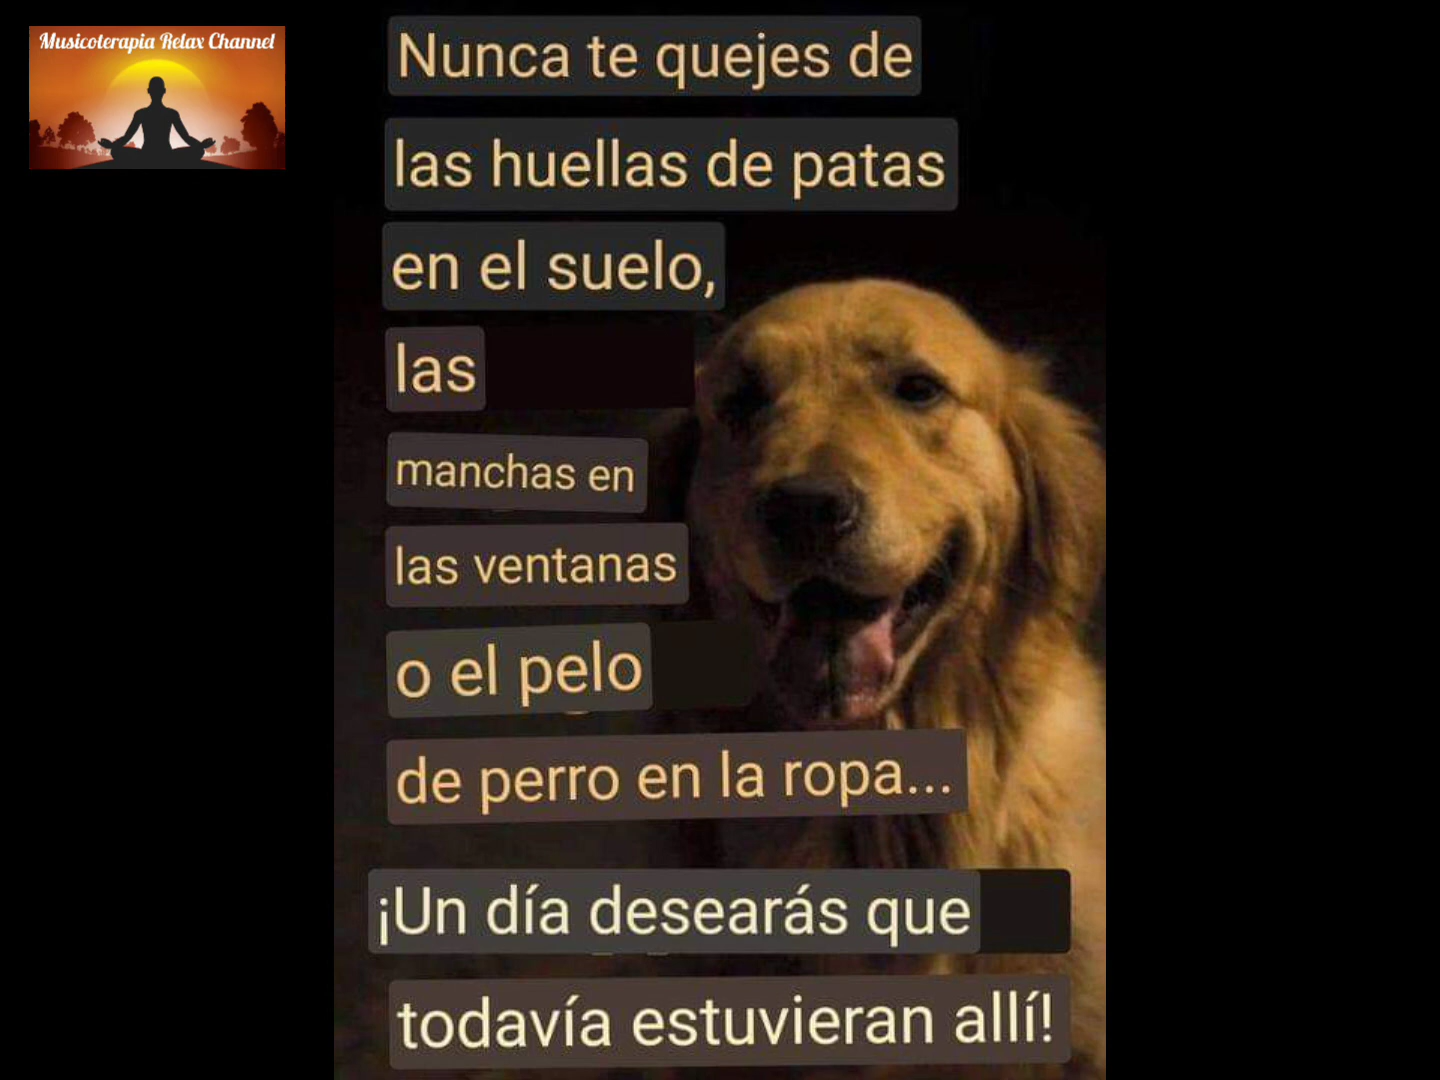 Musicoterapia Relax Channel
Nunca te quejes de
las huellas de patas
en el suelo,
las
manchas en
las ventanas
o el pelo
de perro en la ropa...
¡Un día desearás que
todavía estuvieran allí!